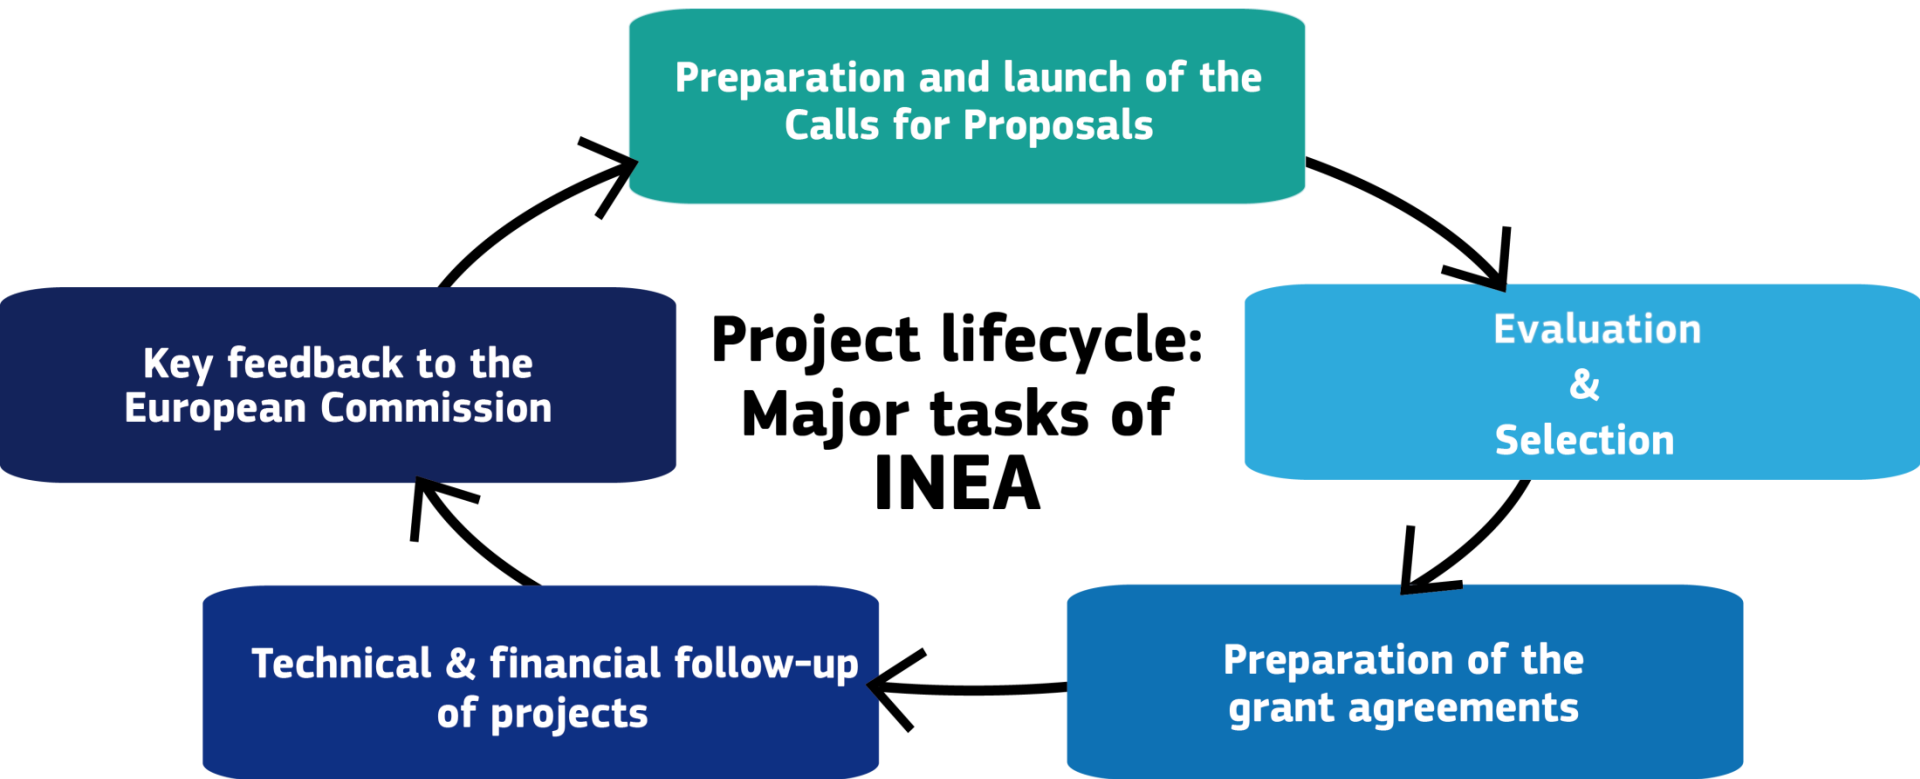 Preparation and launch of the
Calls for Proposals
Evaluation
&
Selection
Preparation of the
grant agreements
Technical & financial follow-up
of projects
Key feedback to the
European Commission
Project lifecycle:
Major tasks of
INEA